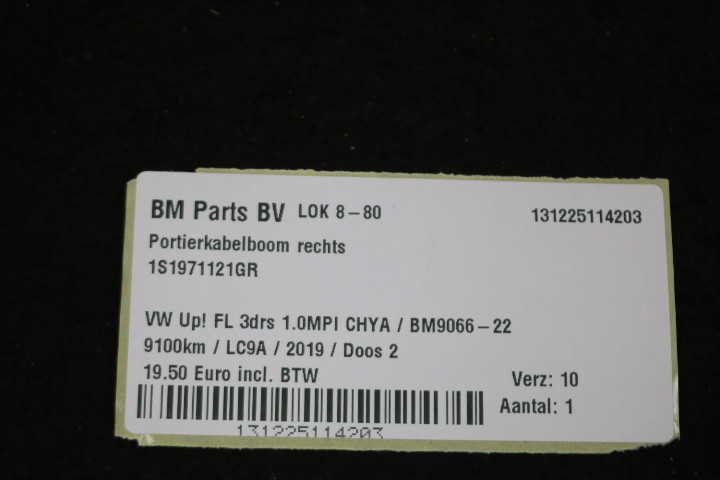 BM Parts BV LOK 8-80 131225114203
Portierkabelboom rechts
1S1971121GR
VW Up! FL 3drs 1.0MPI CHYA / BM9066-22
9100km / LC9A / 2019 / Doos 2
19.50 Euro incl. BTW Verz: 10
Aantal: 1
131225114203